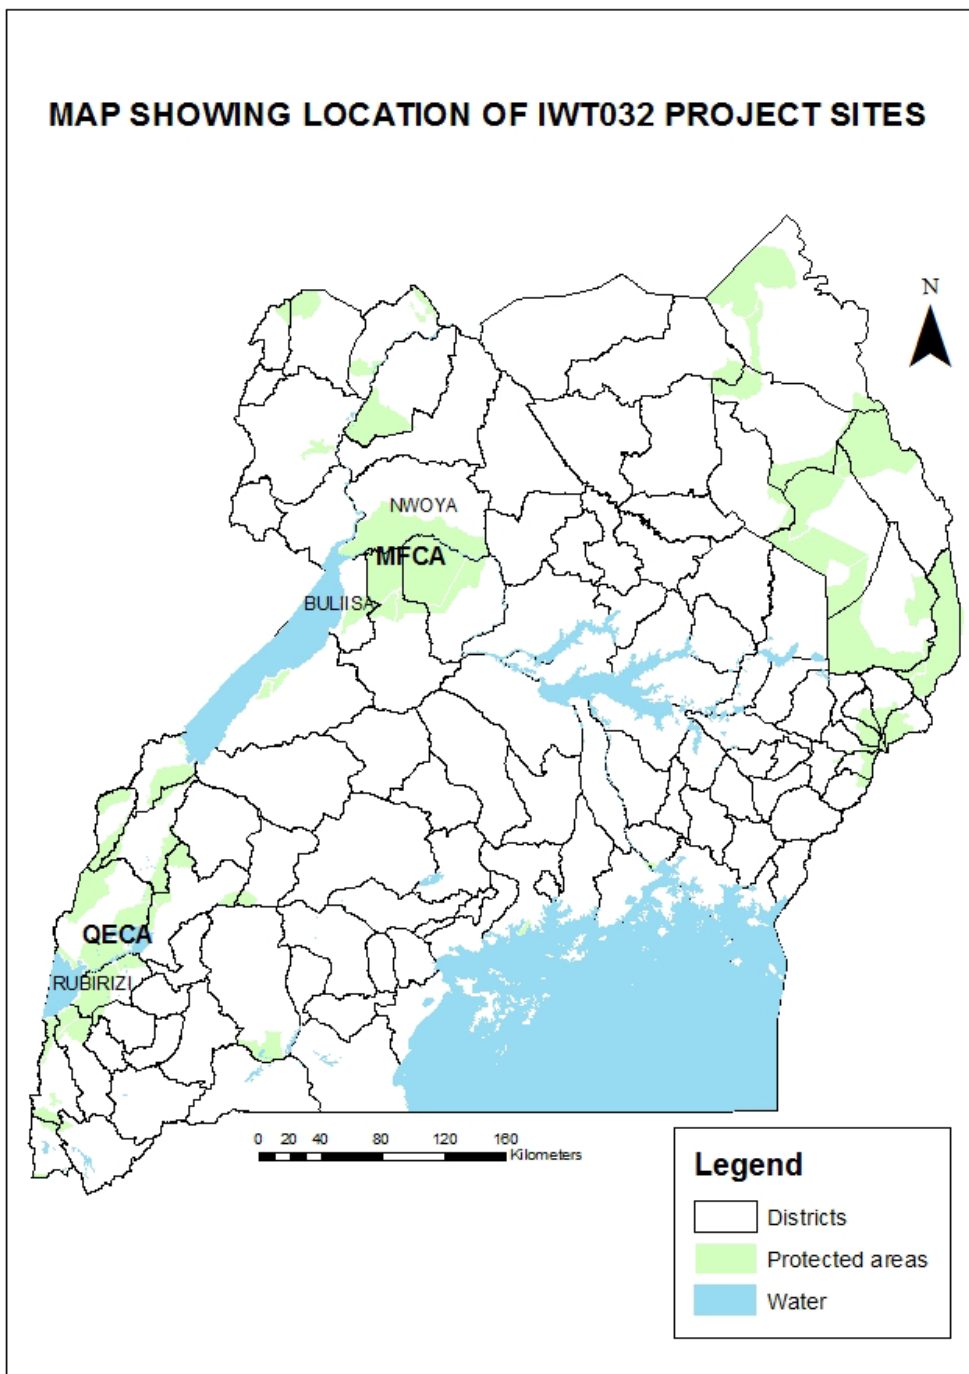 MAP SHOWING LOCATION OF IWT032 PROJECT SITES
N
NWOYA
MFCA
BULIISA
QECA
RUBIRIZI
0 20 40 80 120 160
Kilometers
Legend
Districts
Protected areas
Water